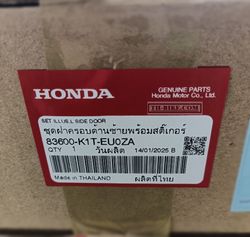 GENUINE PARTS
Honda Motor Co., Ltd.
HONDA
SET ILLUS,L SIDE DOOR
ชุดฝาครอบด้านซ้ายพร้อมสติ๊กเกอร์
83600-K1T-EU0ZA
QTY 1 วันผลิต 14/01/2025 B
Made in THAILAND ผลิตที่ไทย